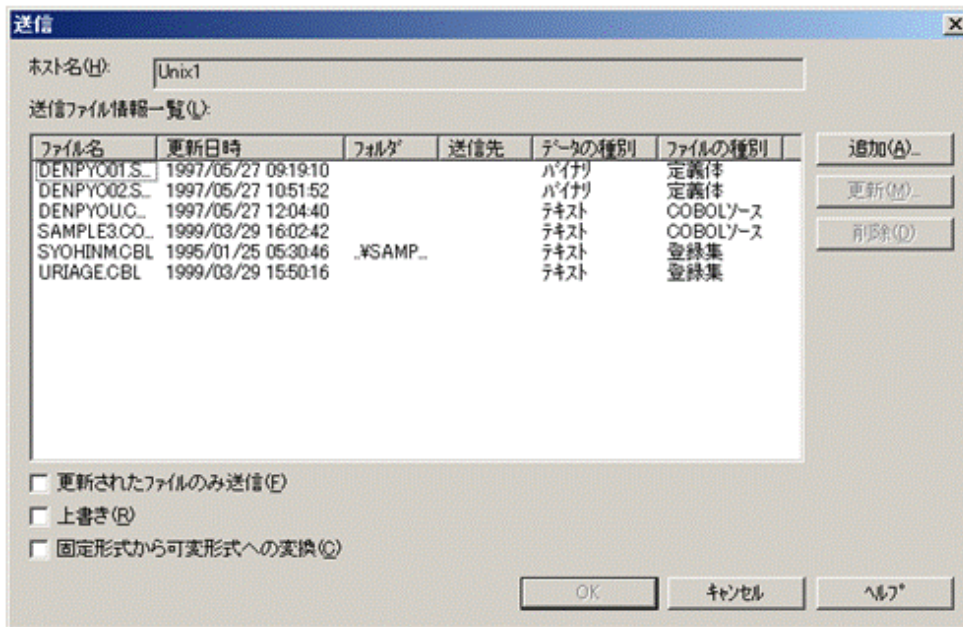 送信
ホスト名(H): Unix1
送信ファイル情報一覧(L):
ファイル名 更新日時 フォルダ 送信先 データの種別 ファイルの種別 追加(A)...
DENPYO01.S... 1997/05/27 09:19:10 バイナリ 定義体
DENPYO02.S... 1997/05/27 10:51:52 バイナリ 定義体 更新(M)...
DENPYOU.C... 1997/05/27 12:04:40 テキスト COBOLソース
SAMPLE3.CO... 1999/03/29 16:02:42 テキスト COBOLソース 削除(D)
SYOHINM.CBL 1995/01/25 05:30:46 ..¥SAMP... テキスト 登録集
URIAGE.CBL 1999/03/29 15:50:16 テキスト 登録集
更新されたファイルのみ送信(F)
上書き(R)
固定形式から可変形式への変換(C)
OK キャンセル ヘルプ